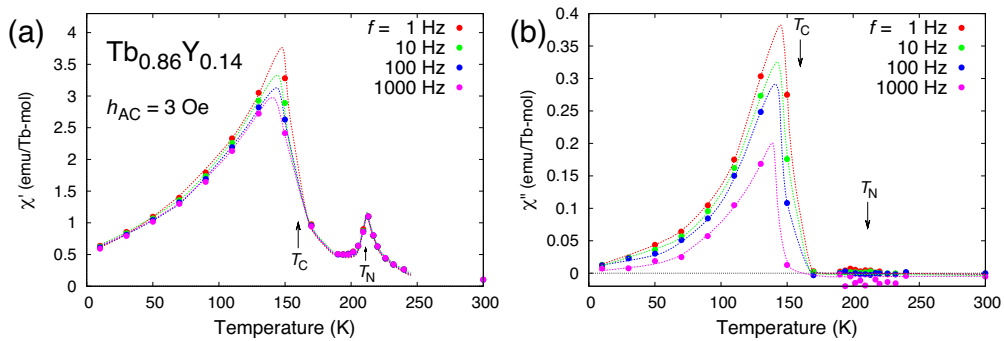 (a)
Tb0.86Y0.14
hAC = 3 Oe
f = 1 Hz
10 Hz
100 Hz
1000 Hz
χ' (emu/Tb-mol)
4
3.5
3
2.5
2
1.5
1
0.5
0
TC
TN
0 50 100 150 200 250 300
Temperature (K)
(b)
TC
f = 1 Hz
10 Hz
100 Hz
1000 Hz
χ" (emu/Tb-mol)
0.4
0.35
0.3
0.25
0.2
0.15
0.1
0.05
0
TN
0 50 100 150 200 250 300
Temperature (K)